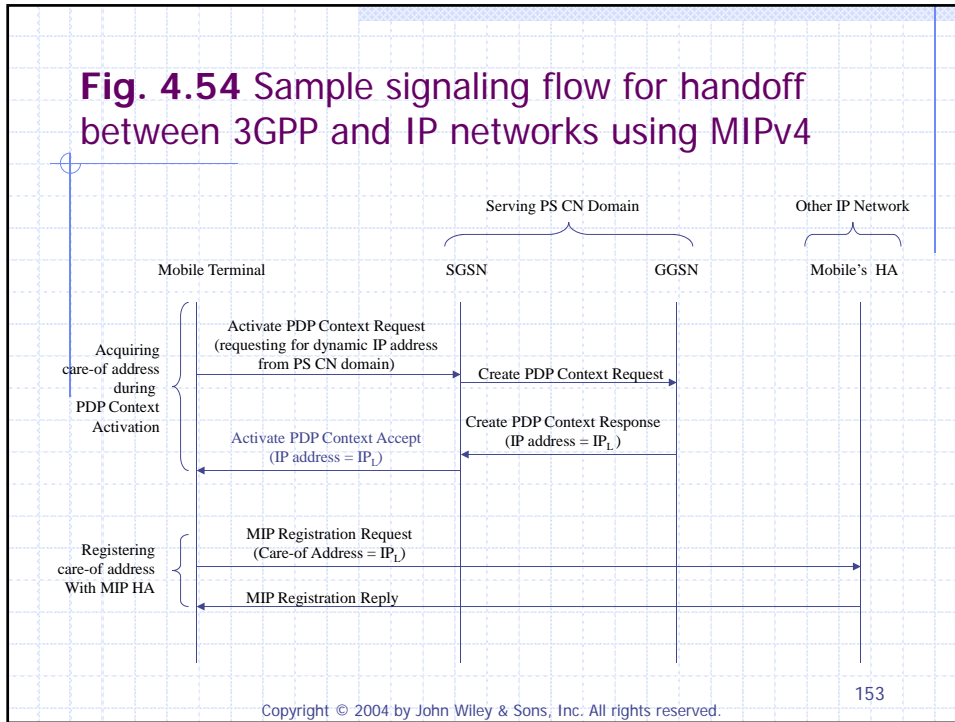 Fig. 4.54 Sample signaling flow for handoff
between 3GPP and IP networks using MIPv4
Serving PS CN Domain
Other IP Network
Mobile Terminal
SGSN
GGSN
Mobile's HA
Acquiring
care-of address
during
PDP Context
Activation
Activate PDP Context Request
(requesting for dynamic IP address
from PS CN domain)
Create PDP Context Request
Create PDP Context Response
(IP address = IPL)
Activate PDP Context Accept
(IP address = IPL)
Registering
care-of address
With MIP HA
MIP Registration Request
(Care-of Address = IPL)
MIP Registration Reply
153
Copyright © 2004 by John Wiley & Sons, Inc. All rights reserved.